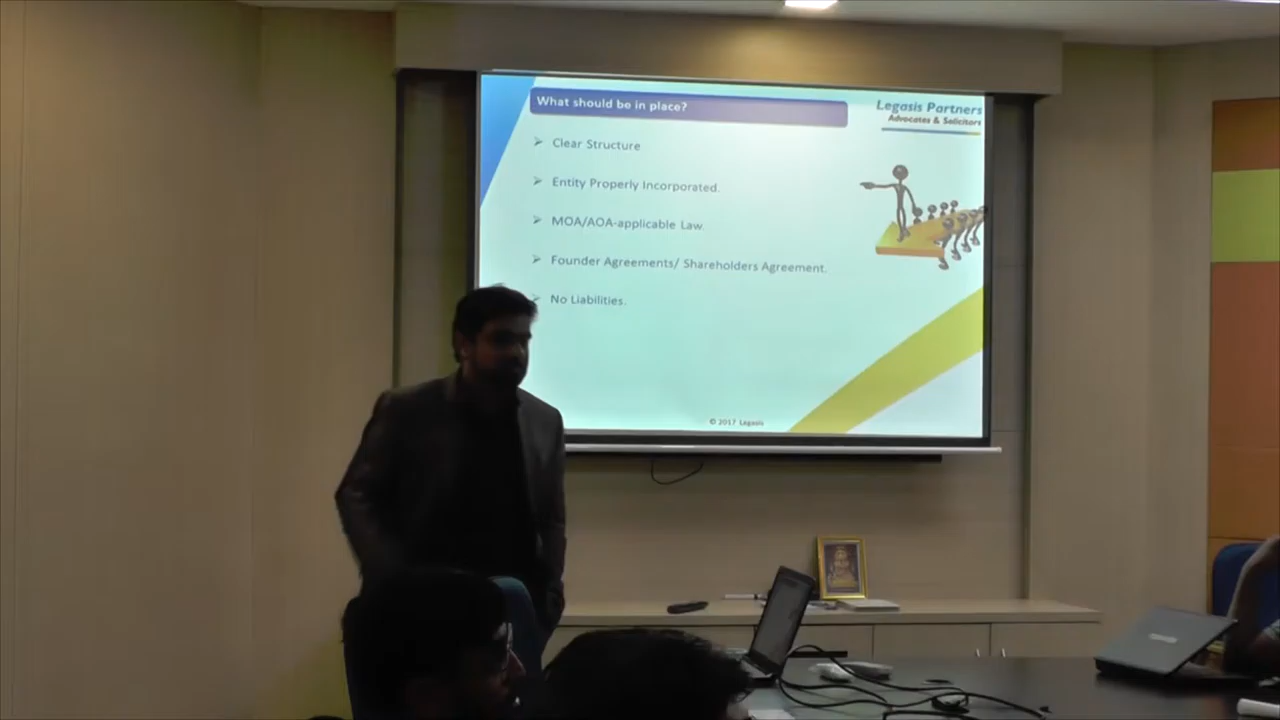 What should be in place?
Legasis Partners
Advocates & Solicitors
Clear Structure
Entity Properly Incorporated.
MOA/AOA-applicable Law.
Founder Agreements/ Shareholders Agreement.
No Liabilities.
© 2017 Legasis